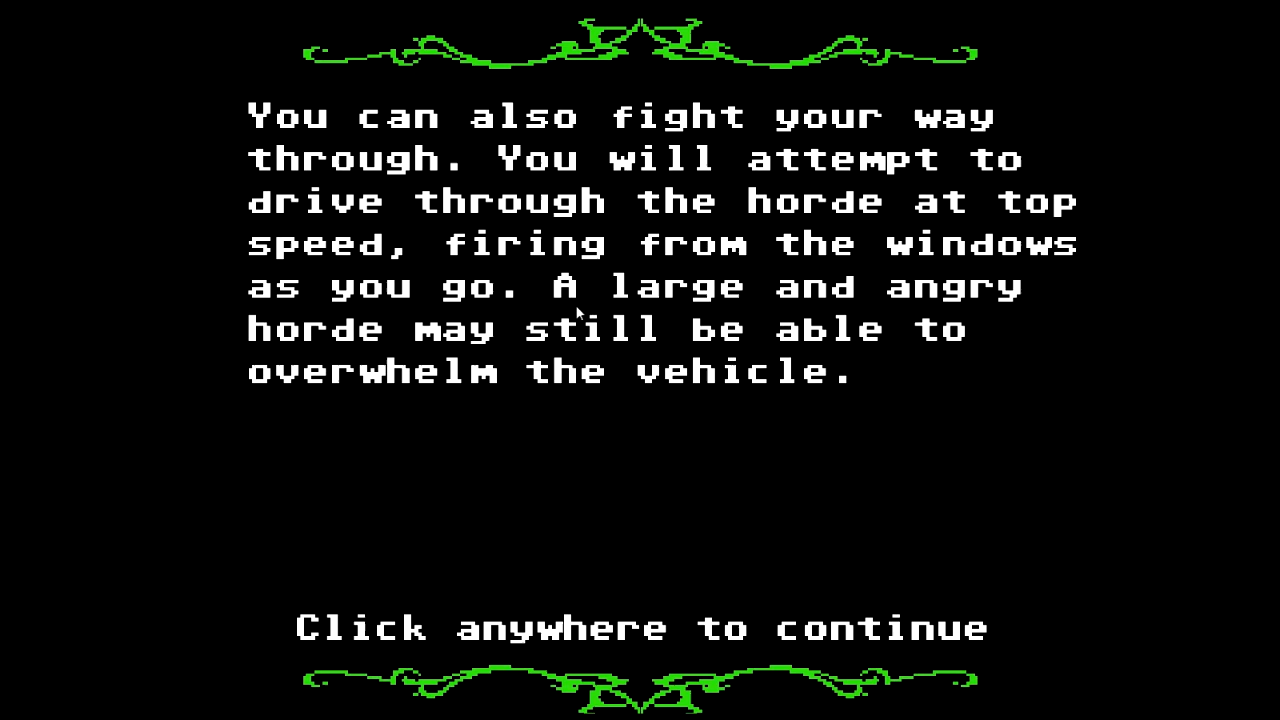 You can also fight your way
through. You will attempt to
drive through the horde at top
speed, firing from the windows
as you go. A large and angry
horde may still be able to
overwhelm the vehicle.
Click anywhere to continue